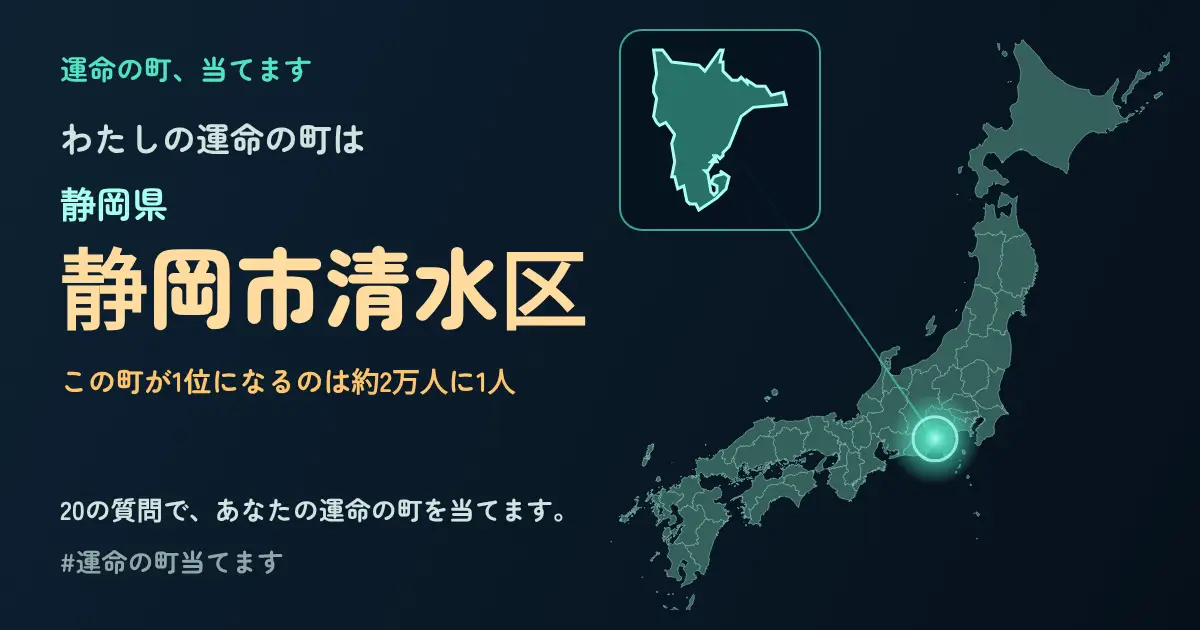 運命の町、当てます
わたしの運命の町は
静岡県
静岡市清水区
この町が1位になるのは約2万人に1人
20の質問で、あなたの運命の町を当てます。
#運命の町当てます